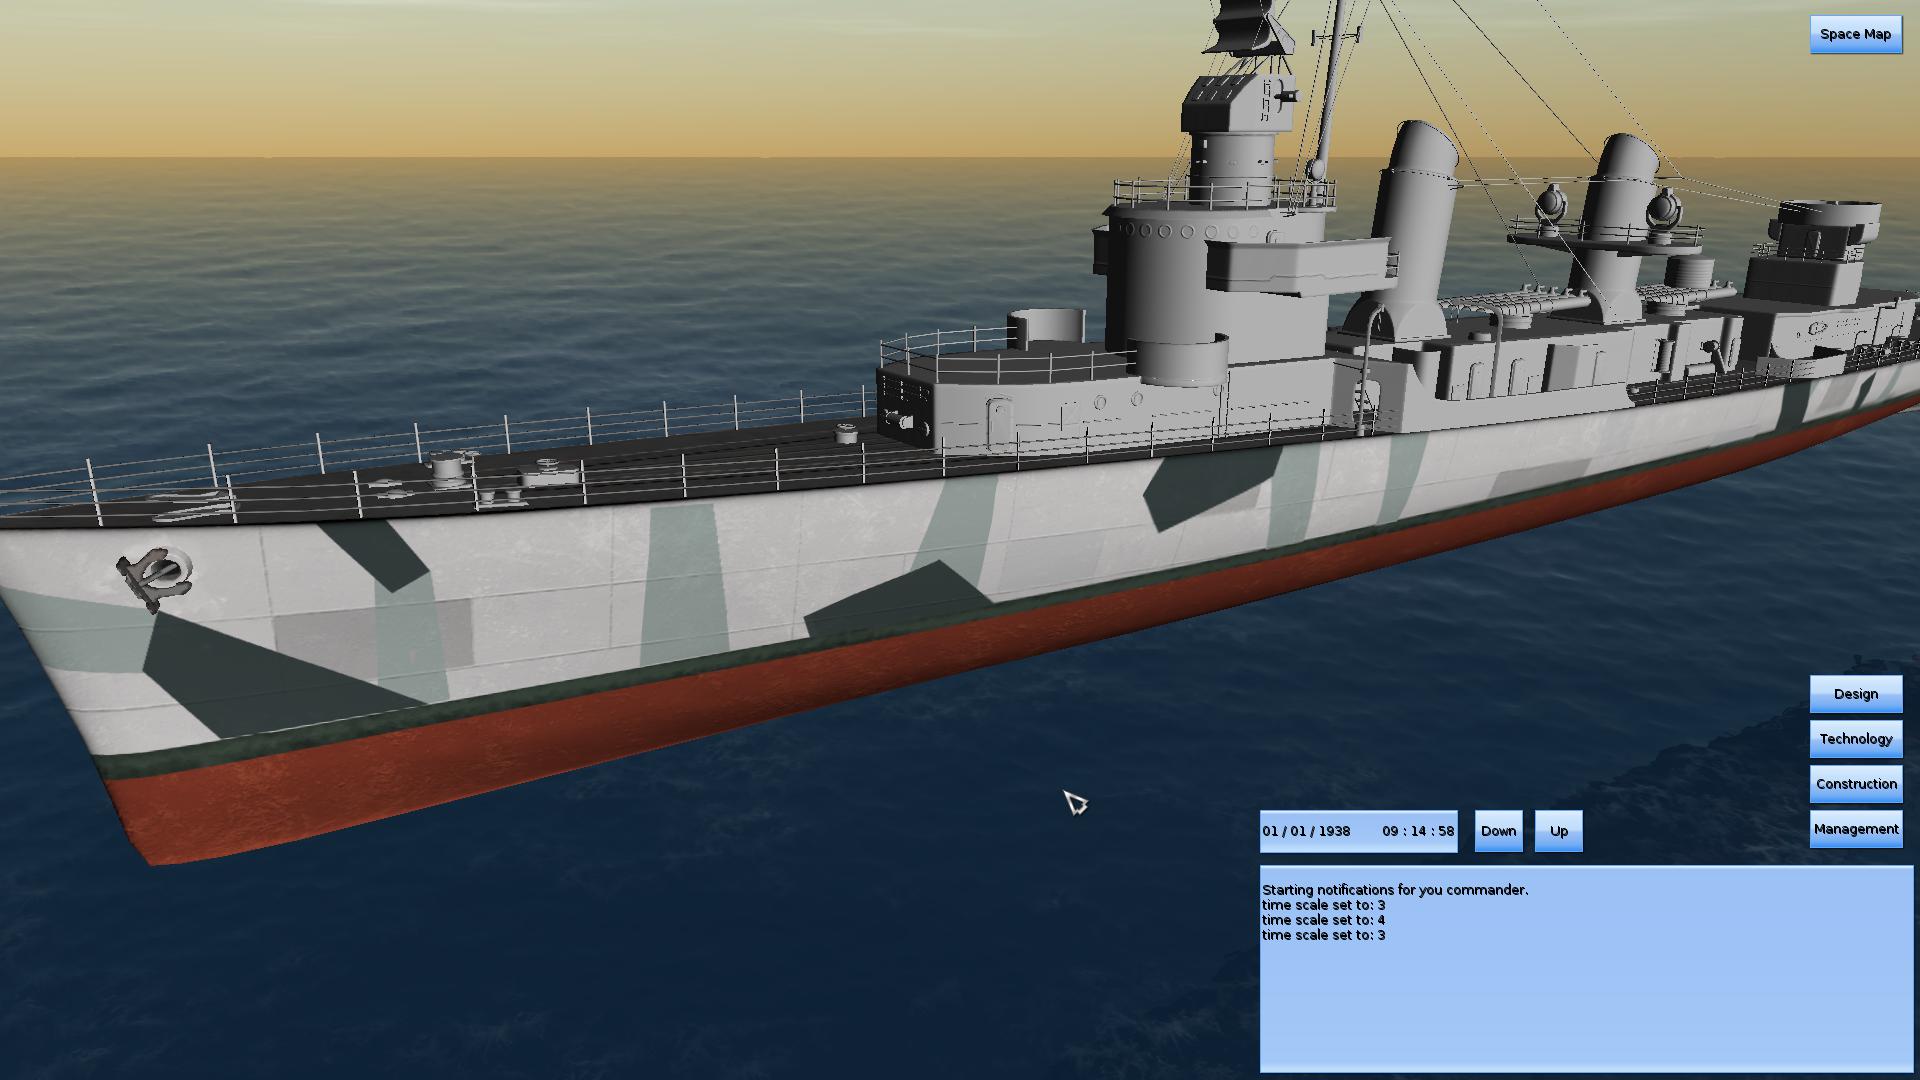 Space Map
Design
Technology
Construction
Management
01 / 01 / 1938 09 : 14 : 58
Down
Up
Starting notifications for you commander.
time scale set to: 3
time scale set to: 4
time scale set to: 3